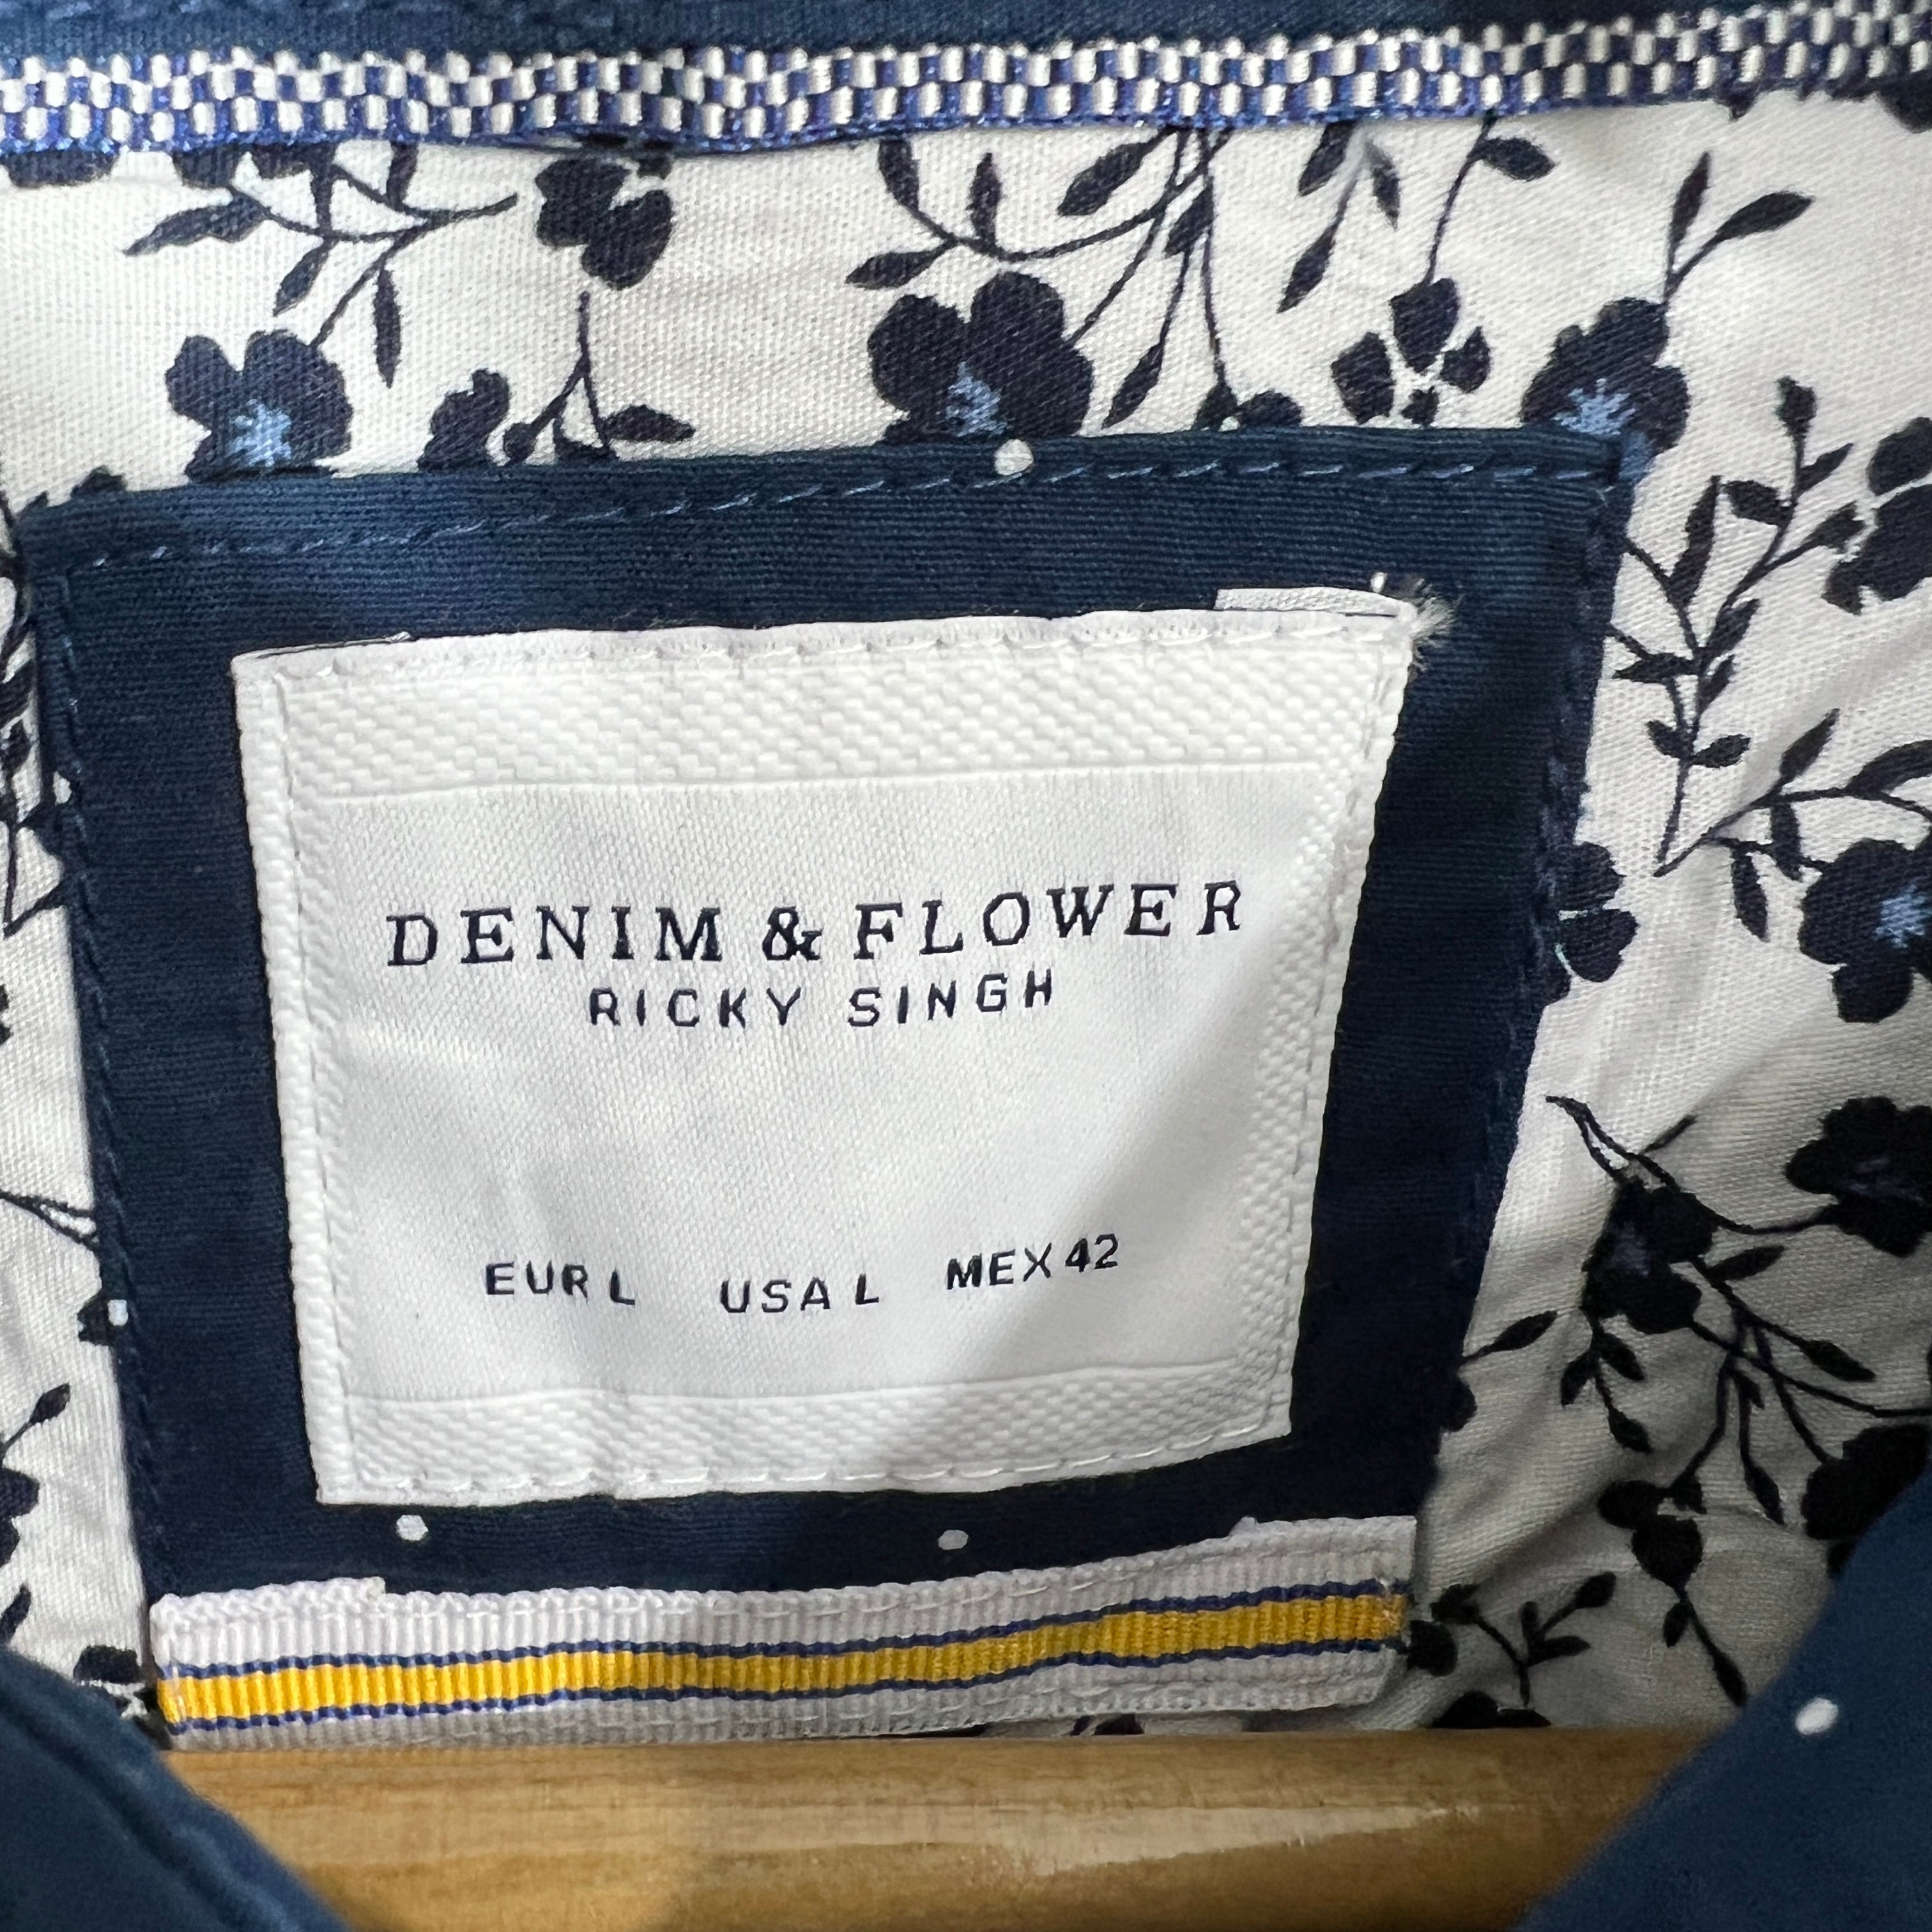 DENIM & FLOWER
RICKY SINGH
EUR L USA L MEX 42